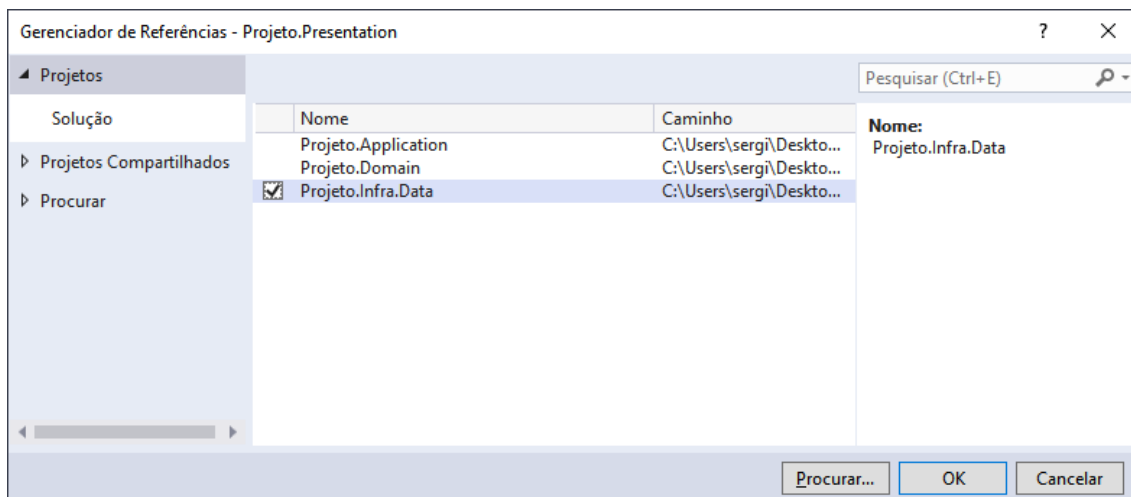 Gerenciador de Referências - Projeto.Presentation ?
Projetos
Pesquisar (Ctrl+E)
Solução
Projetos Compartilhados
Procurar
Nome Caminho
Projeto.Application C:\Users\sergi\Deskto...
Projeto.Domain C:\Users\sergi\Deskto...
Projeto.Infra.Data C:\Users\sergi\Deskto...
Nome:
Projeto.Infra.Data
Procurar... OK Cancelar